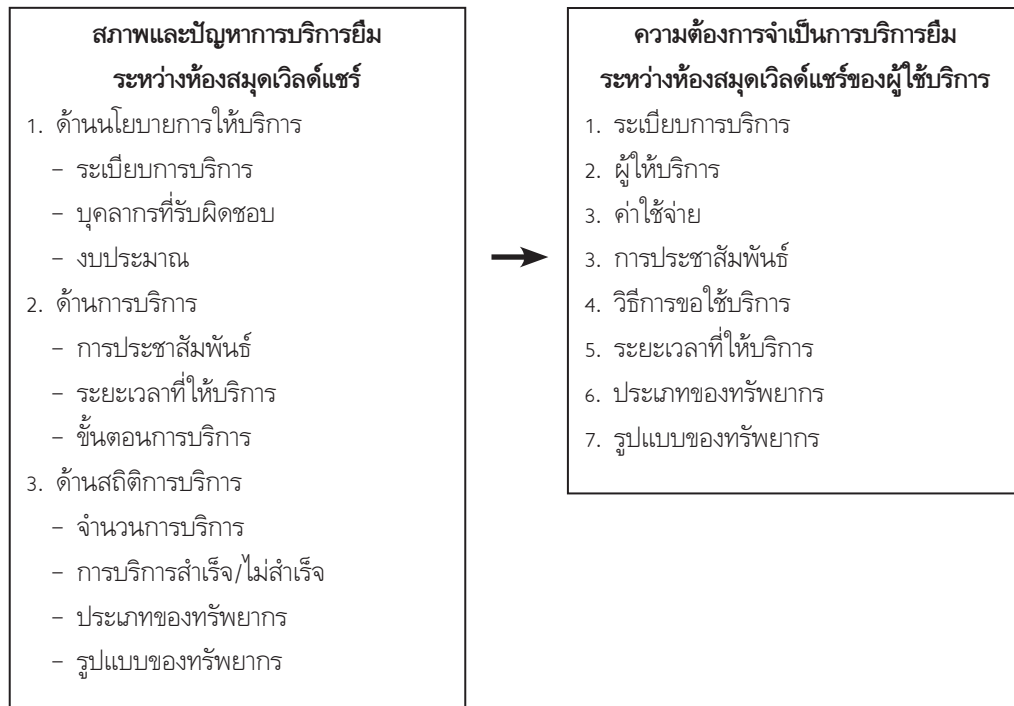 สภาพและปัญหาการบริการยืม
ระหว่างห้องสมุดเวิลด์แชร์
1. ด้านนโยบายการให้บริการ
– ระเบียบการบริการ
– บุคลากรที่รับผิดชอบ
– งบประมาณ
2. ด้านการบริการ
– การประชาสัมพันธ์
– ระยะเวลาที่ให้บริการ
– ขั้นตอนการบริการ
3. ด้านสถิติการบริการ
– จำนวนการบริการ
– การบริการสำเร็จ/ไม่สำเร็จ
– ประเภทของทรัพยากร
– รูปแบบของทรัพยากร
ความต้องการจำเป็นการบริการยืม
ระหว่างห้องสมุดเวิลด์แชร์ของผู้ใช้บริการ
1. ระเบียบการบริการ
2. ผู้ให้บริการ
3. ค่าใช้จ่าย
3. การประชาสัมพันธ์
4. วิธีการขอใช้บริการ
5. ระยะเวลาที่ให้บริการ
6. ประเภทของทรัพยากร
7. รูปแบบของทรัพยากร